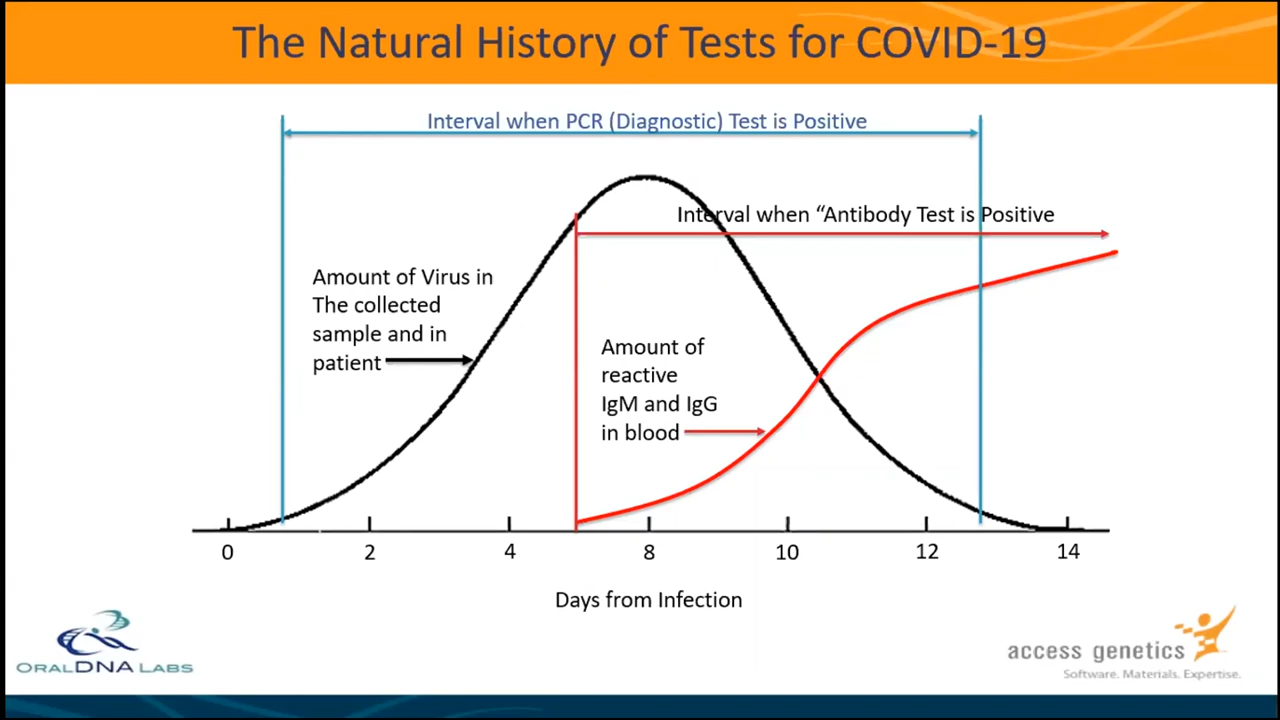 The Natural History of Tests for COVID-19
Interval when PCR (Diagnostic) Test is Positive
Interval when “Antibody Test is Positive
Amount of Virus in
The collected
sample and in
patient
Amount of
reactive
IgM and IgG
in blood
0 2 4 8 10 12 14
Days from Infection
ORALDNA LABS
access genetics
Software. Materials. Expertise.